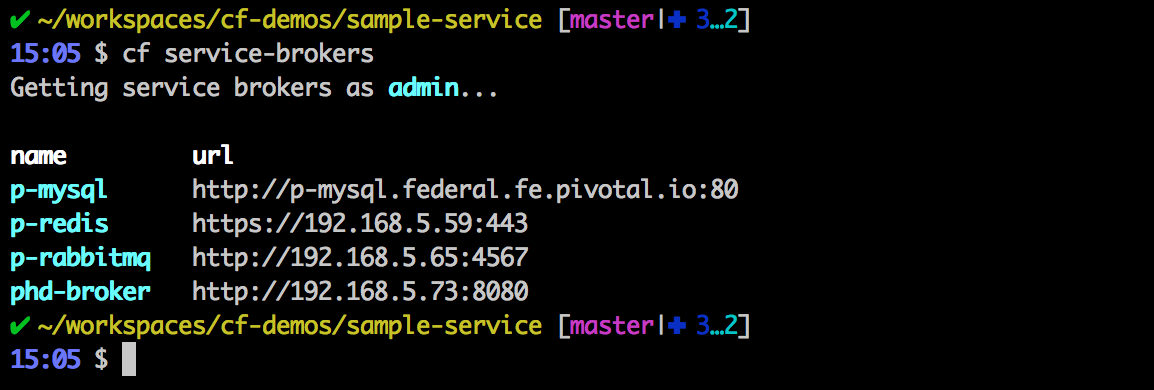 ✔ ~/workspaces/cf-demos/sample-service [master|✚ 3…2]
15:05 $ cf service-brokers
Getting service brokers as admin...
name url
p-mysql http://p-mysql.federal.fe.pivotal.io:80
p-redis https://192.168.5.59:443
p-rabbitmq http://192.168.5.65:4567
phd-broker http://192.168.5.73:8080
✔ ~/workspaces/cf-demos/sample-service [master|✚ 3…2]
15:05 $